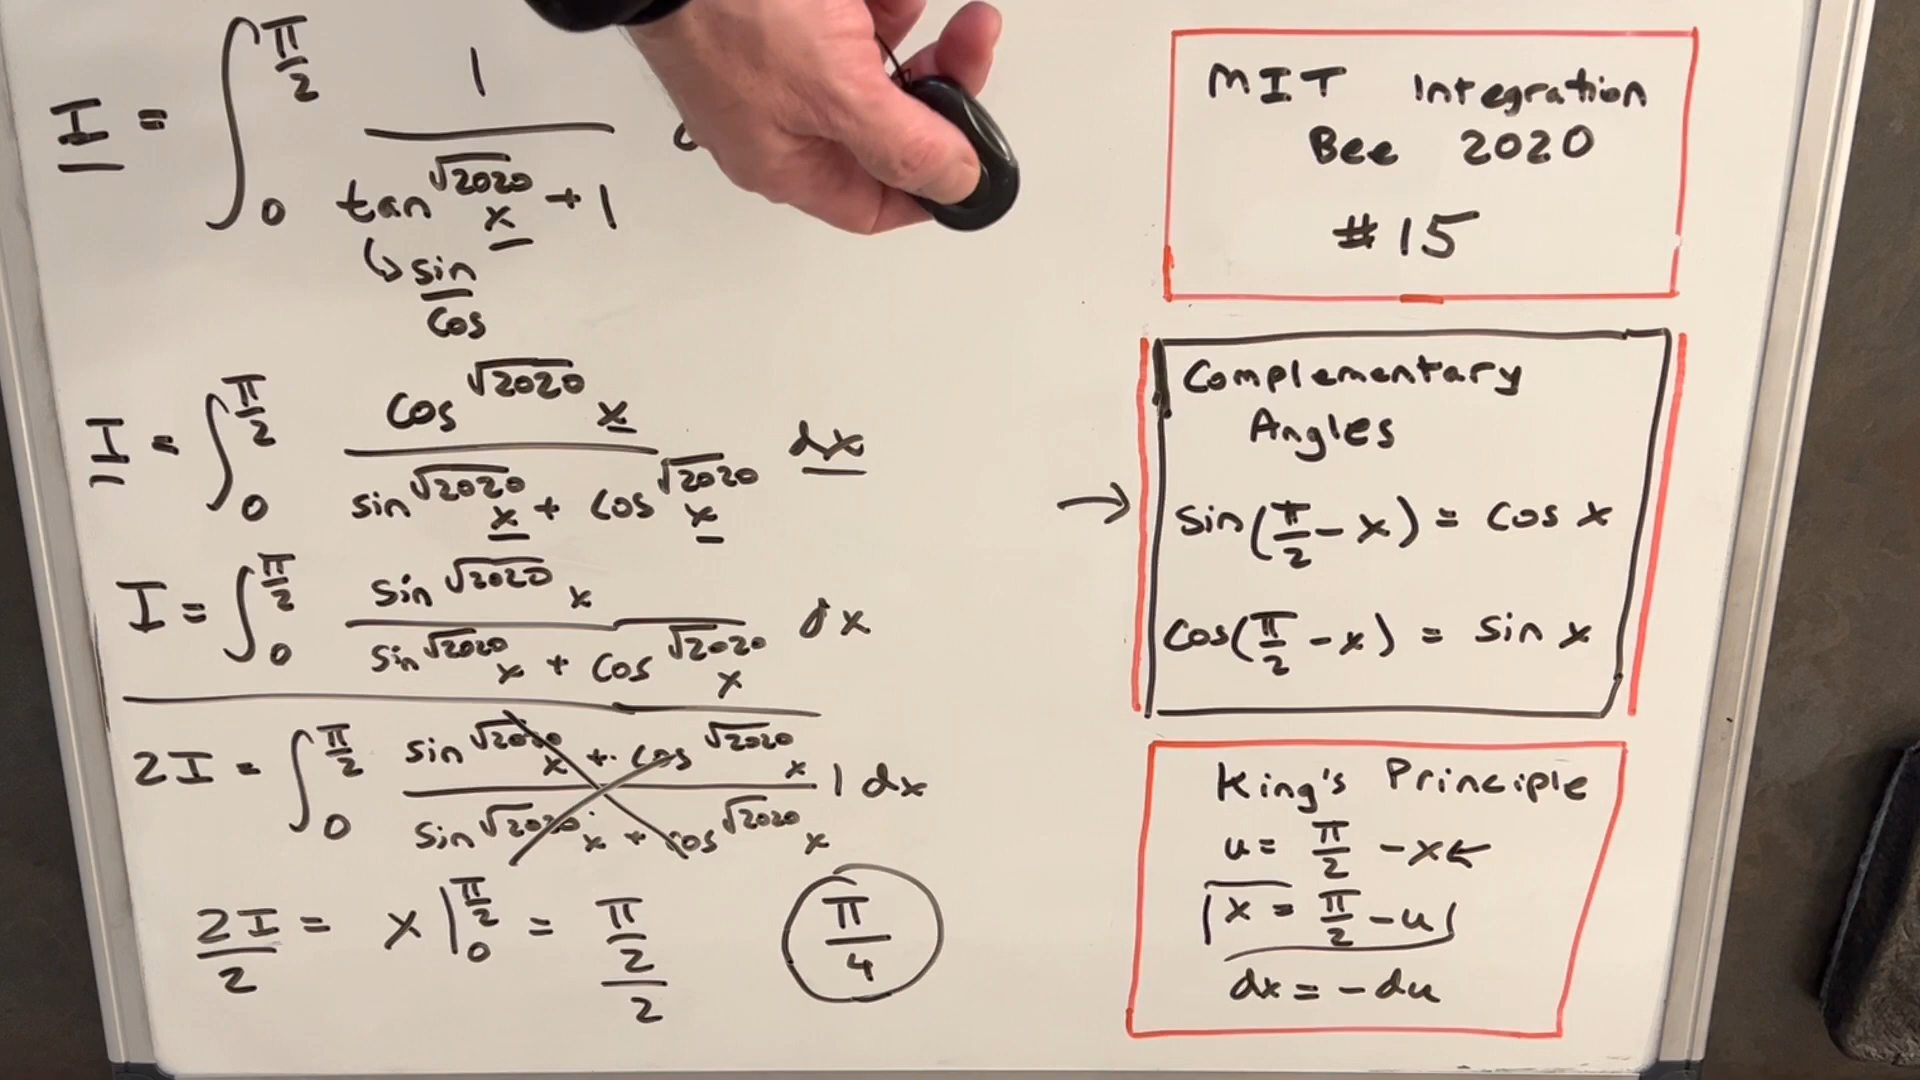 I = ∫₀^(π/2) 1 / (tan^√2020 x + 1)
↳ sin / cos
I = ∫₀^(π/2) cos^√2020 x / (sin^√2020 x + cos^√2020 x) dx
I = ∫₀^(π/2) sin^√2020 x / (sin^√2020 x + cos^√2020 x) dx
2I = ∫₀^(π/2) (sin^√2020 x + cos^√2020 x) / (sin^√2020 x + cos^√2020 x) 1 dx
2I / 2 = x |₀^(π/2) = (π/2) / 2
π/4
MIT Integration
Bee 2020
#15
Complementary
Angles
→ sin(π/2 - x) = cos x
cos(π/2 - x) = sin x
King's Principle
u = π/2 - x ←
x = π/2 - u
dx = -du